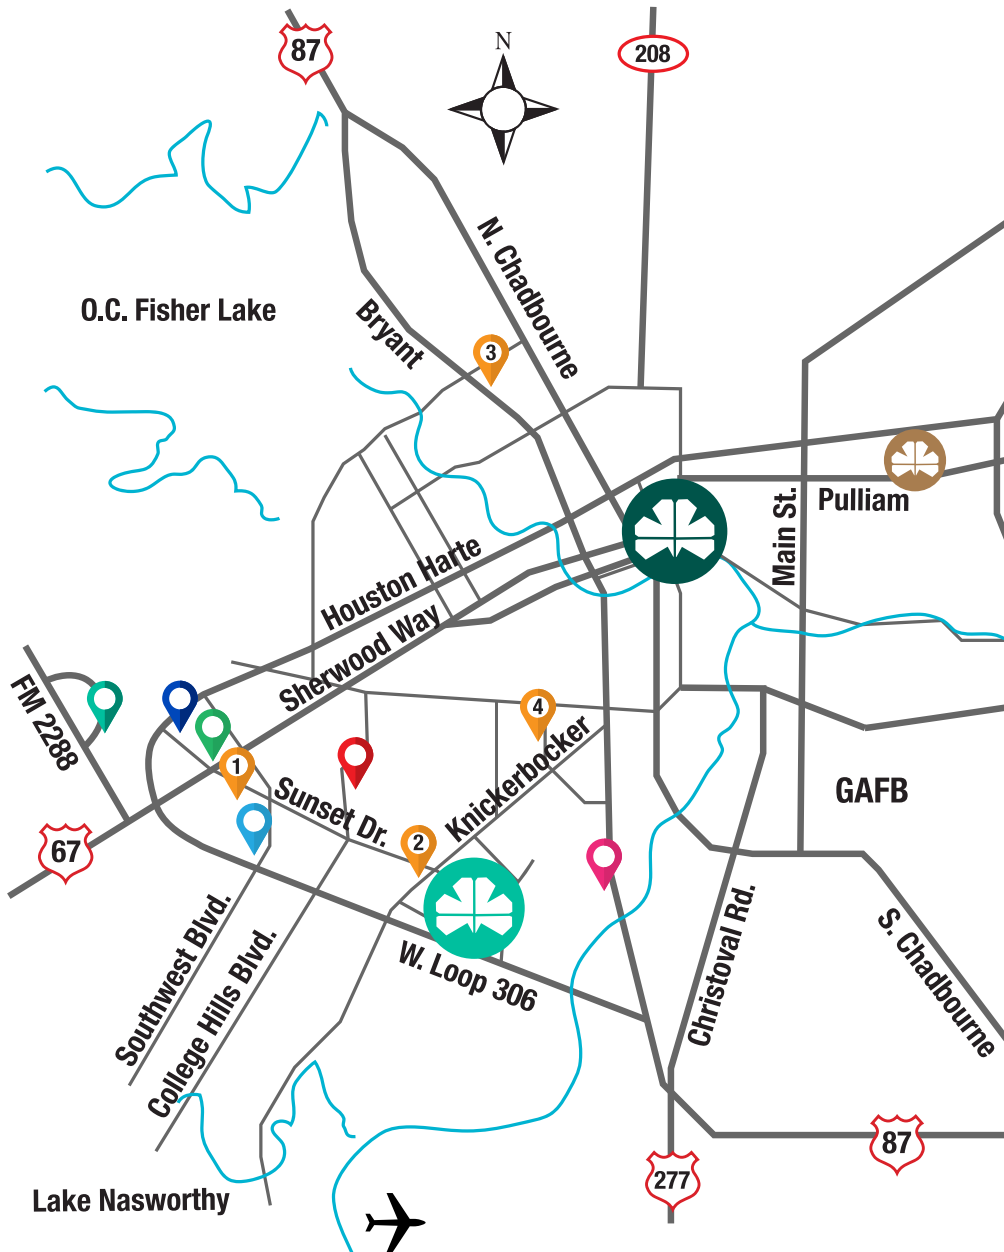 87
N
208
N. Chadbourne
O.C. Fisher Lake
Bryant
3
Pulliam
Main St.
Houston Harte
Sherwood Way
FM 2288
4
1
Knickerbocker
Sunset Dr.
GAFB
67
2
Southwest Blvd.
College Hills Blvd.
W. Loop 306
Christoval Rd.
S. Chadbourne
87
277
Lake Nasworthy